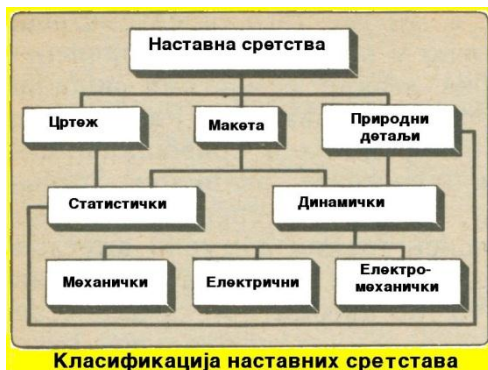 Наставна сретства
Цртеж
Макета
Природни
детаљи
Статистички
Динамички
Механички
Електрични
Електро-
механички
Класификација наставних сретстава